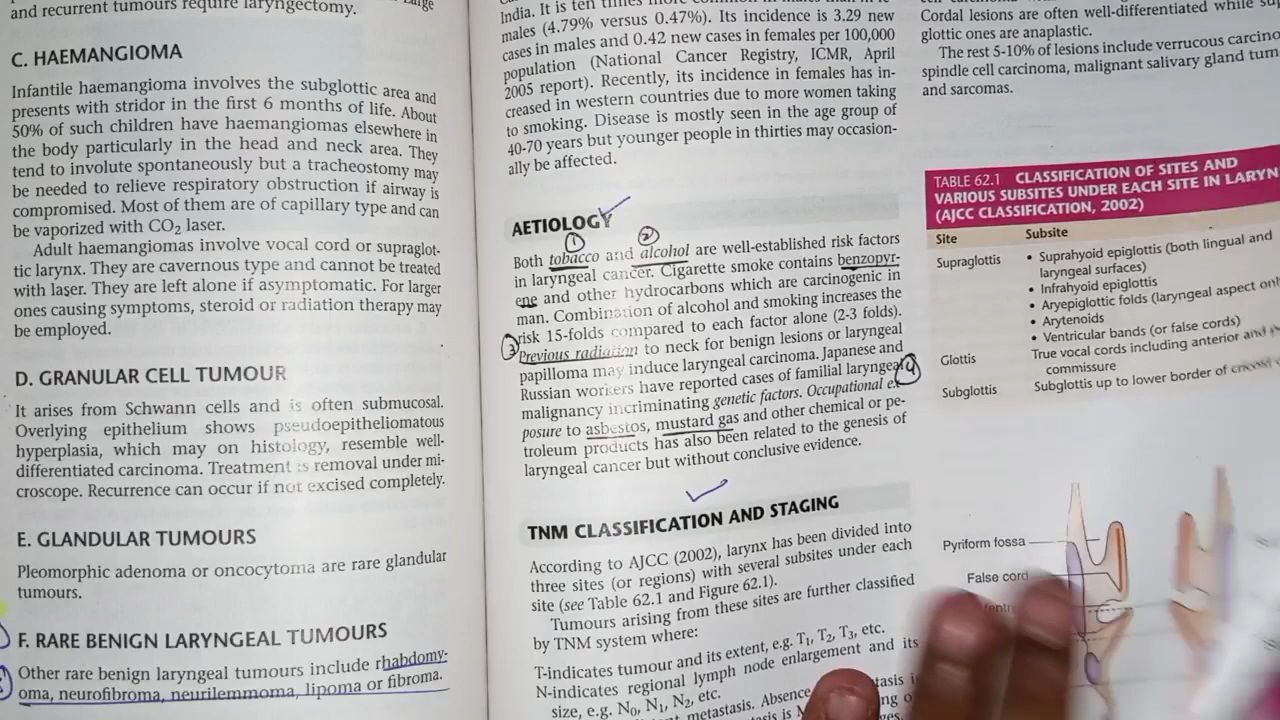 and recurrent tumours require laryngectomy.
C. HAEMANGIOMA
Infantile haemangioma involves the subglottic area and
presents with stridor in the first 6 months of life. About
50% of such children have haemangiomas elsewhere in
the body particularly in the head and neck area. They
tend to involute spontaneously but a tracheostomy may
be needed to relieve respiratory obstruction if airway is
compromised. Most of them are of capillary type and can
be vaporized with CO2 laser.
Adult haemangiomas involve vocal cord or supraglot-
tic larynx. They are cavernous type and cannot be treated
with laser. They are left alone if asymptomatic. For larger
ones causing symptoms, steroid or radiation therapy may
be employed.
D. GRANULAR CELL TUMOUR
It arises from Schwann cells and is often submucosal.
Overlying epithelium shows pseudoepitheliomatous
hyperplasia, which may on histology, resemble well-
differentiated carcinoma. Treatment is removal under mi-
croscope. Recurrence can occur if not excised completely.
E. GLANDULAR TUMOURS
Pleomorphic adenoma or oncocytoma are rare glandular
tumours.
F. RARE BENIGN LARYNGEAL TUMOURS
Other rare benign laryngeal tumours include rhabdomy-
oma, neurofibroma, neurilemmoma, lipoma or fibroma.
India. It is ten times more common in males than in fe-
males (4.79% versus 0.47%). Its incidence is 3.29 new
cases in males and 0.42 new cases in females per 100,000
population (National Cancer Registry, ICMR, April
2005 report). Recently, its incidence in females has in-
creased in western countries due to more women taking
to smoking. Disease is mostly seen in the age group of
40-70 years but younger people in thirties may occasion-
ally be affected.
AETIOLOGY
1 2
Both tobacco and alcohol are well-established risk factors
in laryngeal cancer. Cigarette smoke contains benzopyr-
ene and other hydrocarbons which are carcinogenic in
man. Combination of alcohol and smoking increases the
risk 15-folds compared to each factor alone (2-3 folds).
3 Previous radiation to neck for benign lesions or laryngeal
papilloma may induce laryngeal carcinoma. Japanese and
Russian workers have reported cases of familial laryngeal 4
malignancy incriminating genetic factors. Occupational ex-
posure to asbestos, mustard gas and other chemical or pe-
troleum products has also been related to the genesis of
laryngeal cancer but without conclusive evidence.
TNM CLASSIFICATION AND STAGING
According to AJCC (2002), larynx has been divided into
three sites (or regions) with several subsites under each
site (see Table 62.1 and Figure 62.1).
Tumours arising from these sites are further classified
by TNM system where:
T-indicates tumour and its extent, e.g. T1, T2, T3, etc.
N-indicates regional lymph node enlargement and its
size, e.g. N0, N1, N2, etc.
metastasis. Absence
Cordal lesions are often well-differentiated while
glottic ones are anaplastic.
The rest 5-10% of lesions include verrucous
spindle cell carcinoma, malignant salivary gland
and sarcomas.
TABLE 62.1 CLASSIFICATION OF SITES AND
VARIOUS SUBSITES UNDER EACH SITE IN
(AJCC CLASSIFICATION, 2002)
Site Subsite
Supraglottis • Suprahyoid epiglottis (both lingual and
laryngeal surfaces)
• Infrahyoid epiglottis
• Aryepiglottic folds (laryngeal aspect
• Arytenoids
• Ventricular bands (or false cords)
Glottis True vocal cords including anterior and
commissure
Subglottis Subglottis up to lower border of
Pyriform fossa
False cord